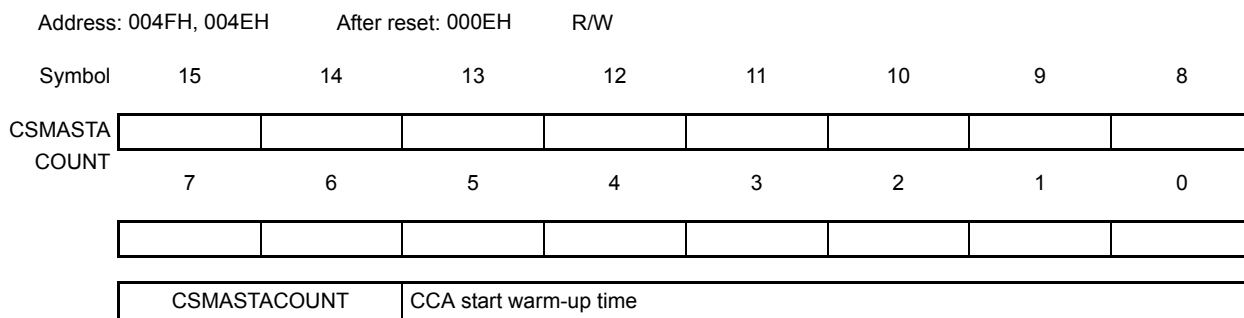 Address: 004FH, 004EH After reset: 000EH R/W
Symbol 15 14 13 12 11 10 9 8
CSMASTA
COUNT
7 6 5 4 3 2 1 0
CSMASTACOUNT CCA start warm-up time